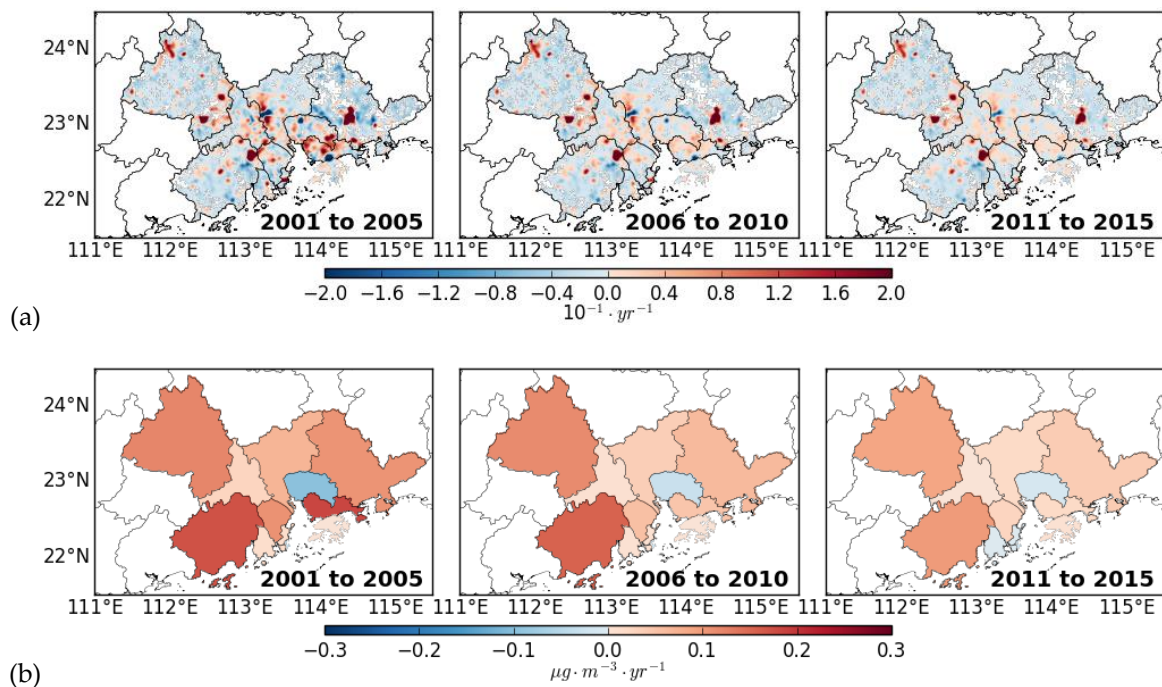 24°N
23°N
22°N
2001 to 2005
2006 to 2010
2011 to 2015
111°E 112°E 113°E 114°E 115°E
111°E 112°E 113°E 114°E 115°E
111°E 112°E 113°E 114°E 115°E
−2.0 −1.6 −1.2 −0.8 −0.4 0.0 0.4 0.8 1.2 1.6 2.0
10⁻¹ · yr⁻¹
(a)
24°N
23°N
22°N
2001 to 2005
2006 to 2010
2011 to 2015
111°E 112°E 113°E 114°E 115°E
111°E 112°E 113°E 114°E 115°E
111°E 112°E 113°E 114°E 115°E
−0.3 −0.2 −0.1 0.0 0.1 0.2 0.3
μg · m⁻³ · yr⁻¹
(b)